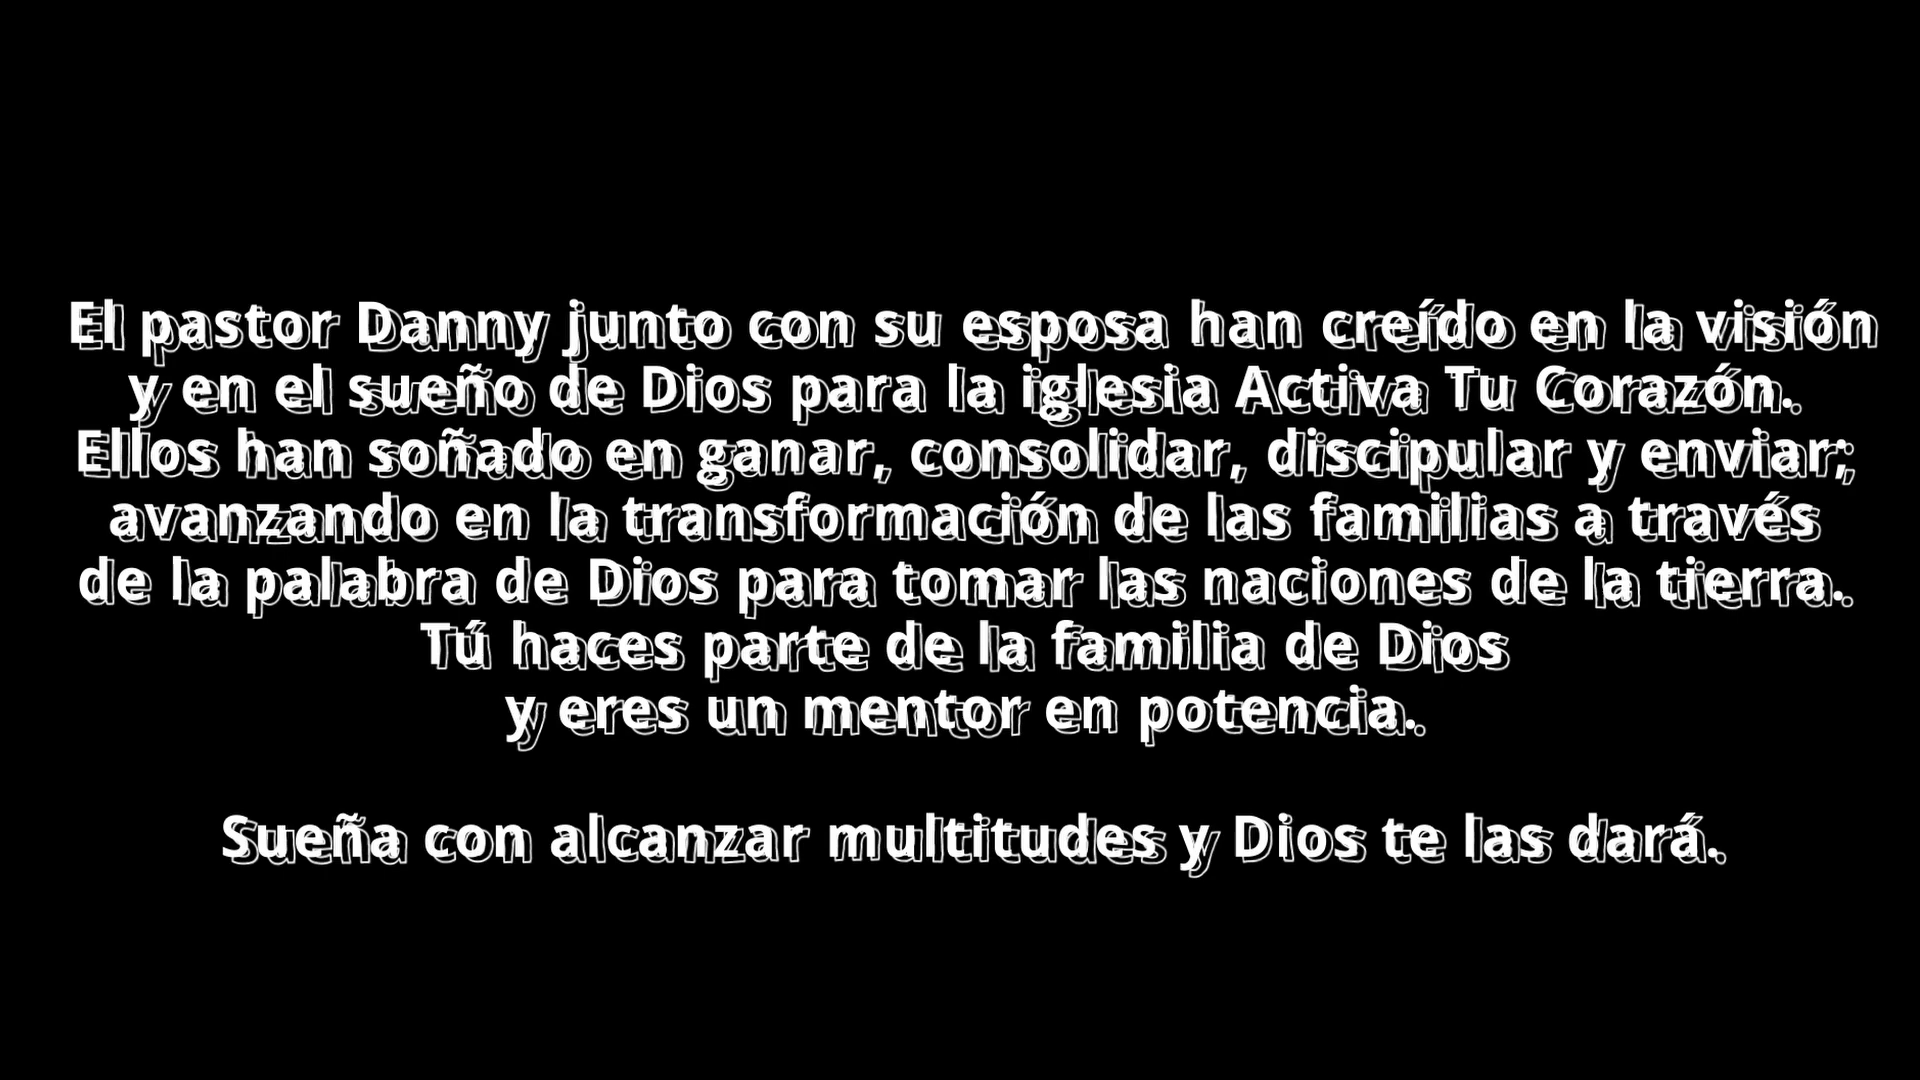 El pastor Danny junto con su esposa han creído en la visión
y en el sueño de Dios para la iglesia Activa Tu Corazón.
Ellos han soñado en ganar, consolidar, discipular y enviar;
avanzando en la transformación de las familias a través
de la palabra de Dios para tomar las naciones de la tierra.
Tú haces parte de la familia de Dios
y eres un mentor en potencia.
Sueña con alcanzar multitudes y Dios te las dará.